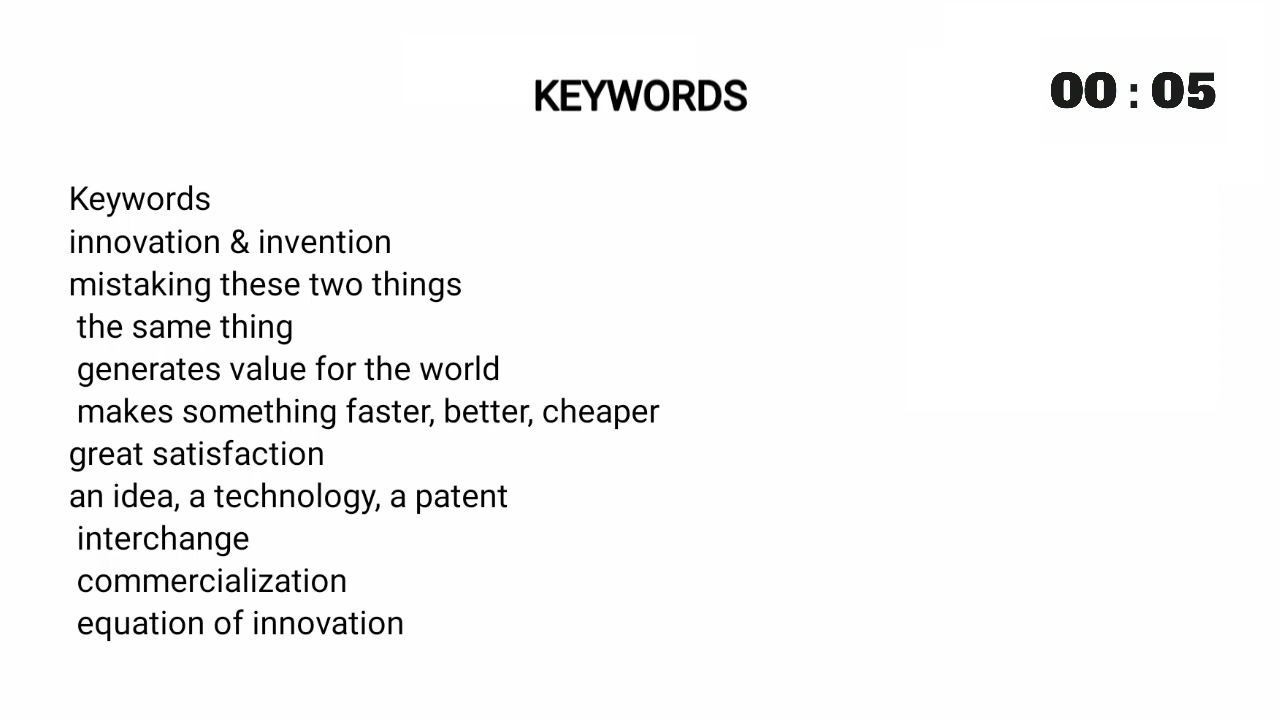 KEYWORDS
00 : 05
Keywords
innovation & invention
mistaking these two things
the same thing
generates value for the world
makes something faster, better, cheaper
great satisfaction
an idea, a technology, a patent
interchange
commercialization
equation of innovation